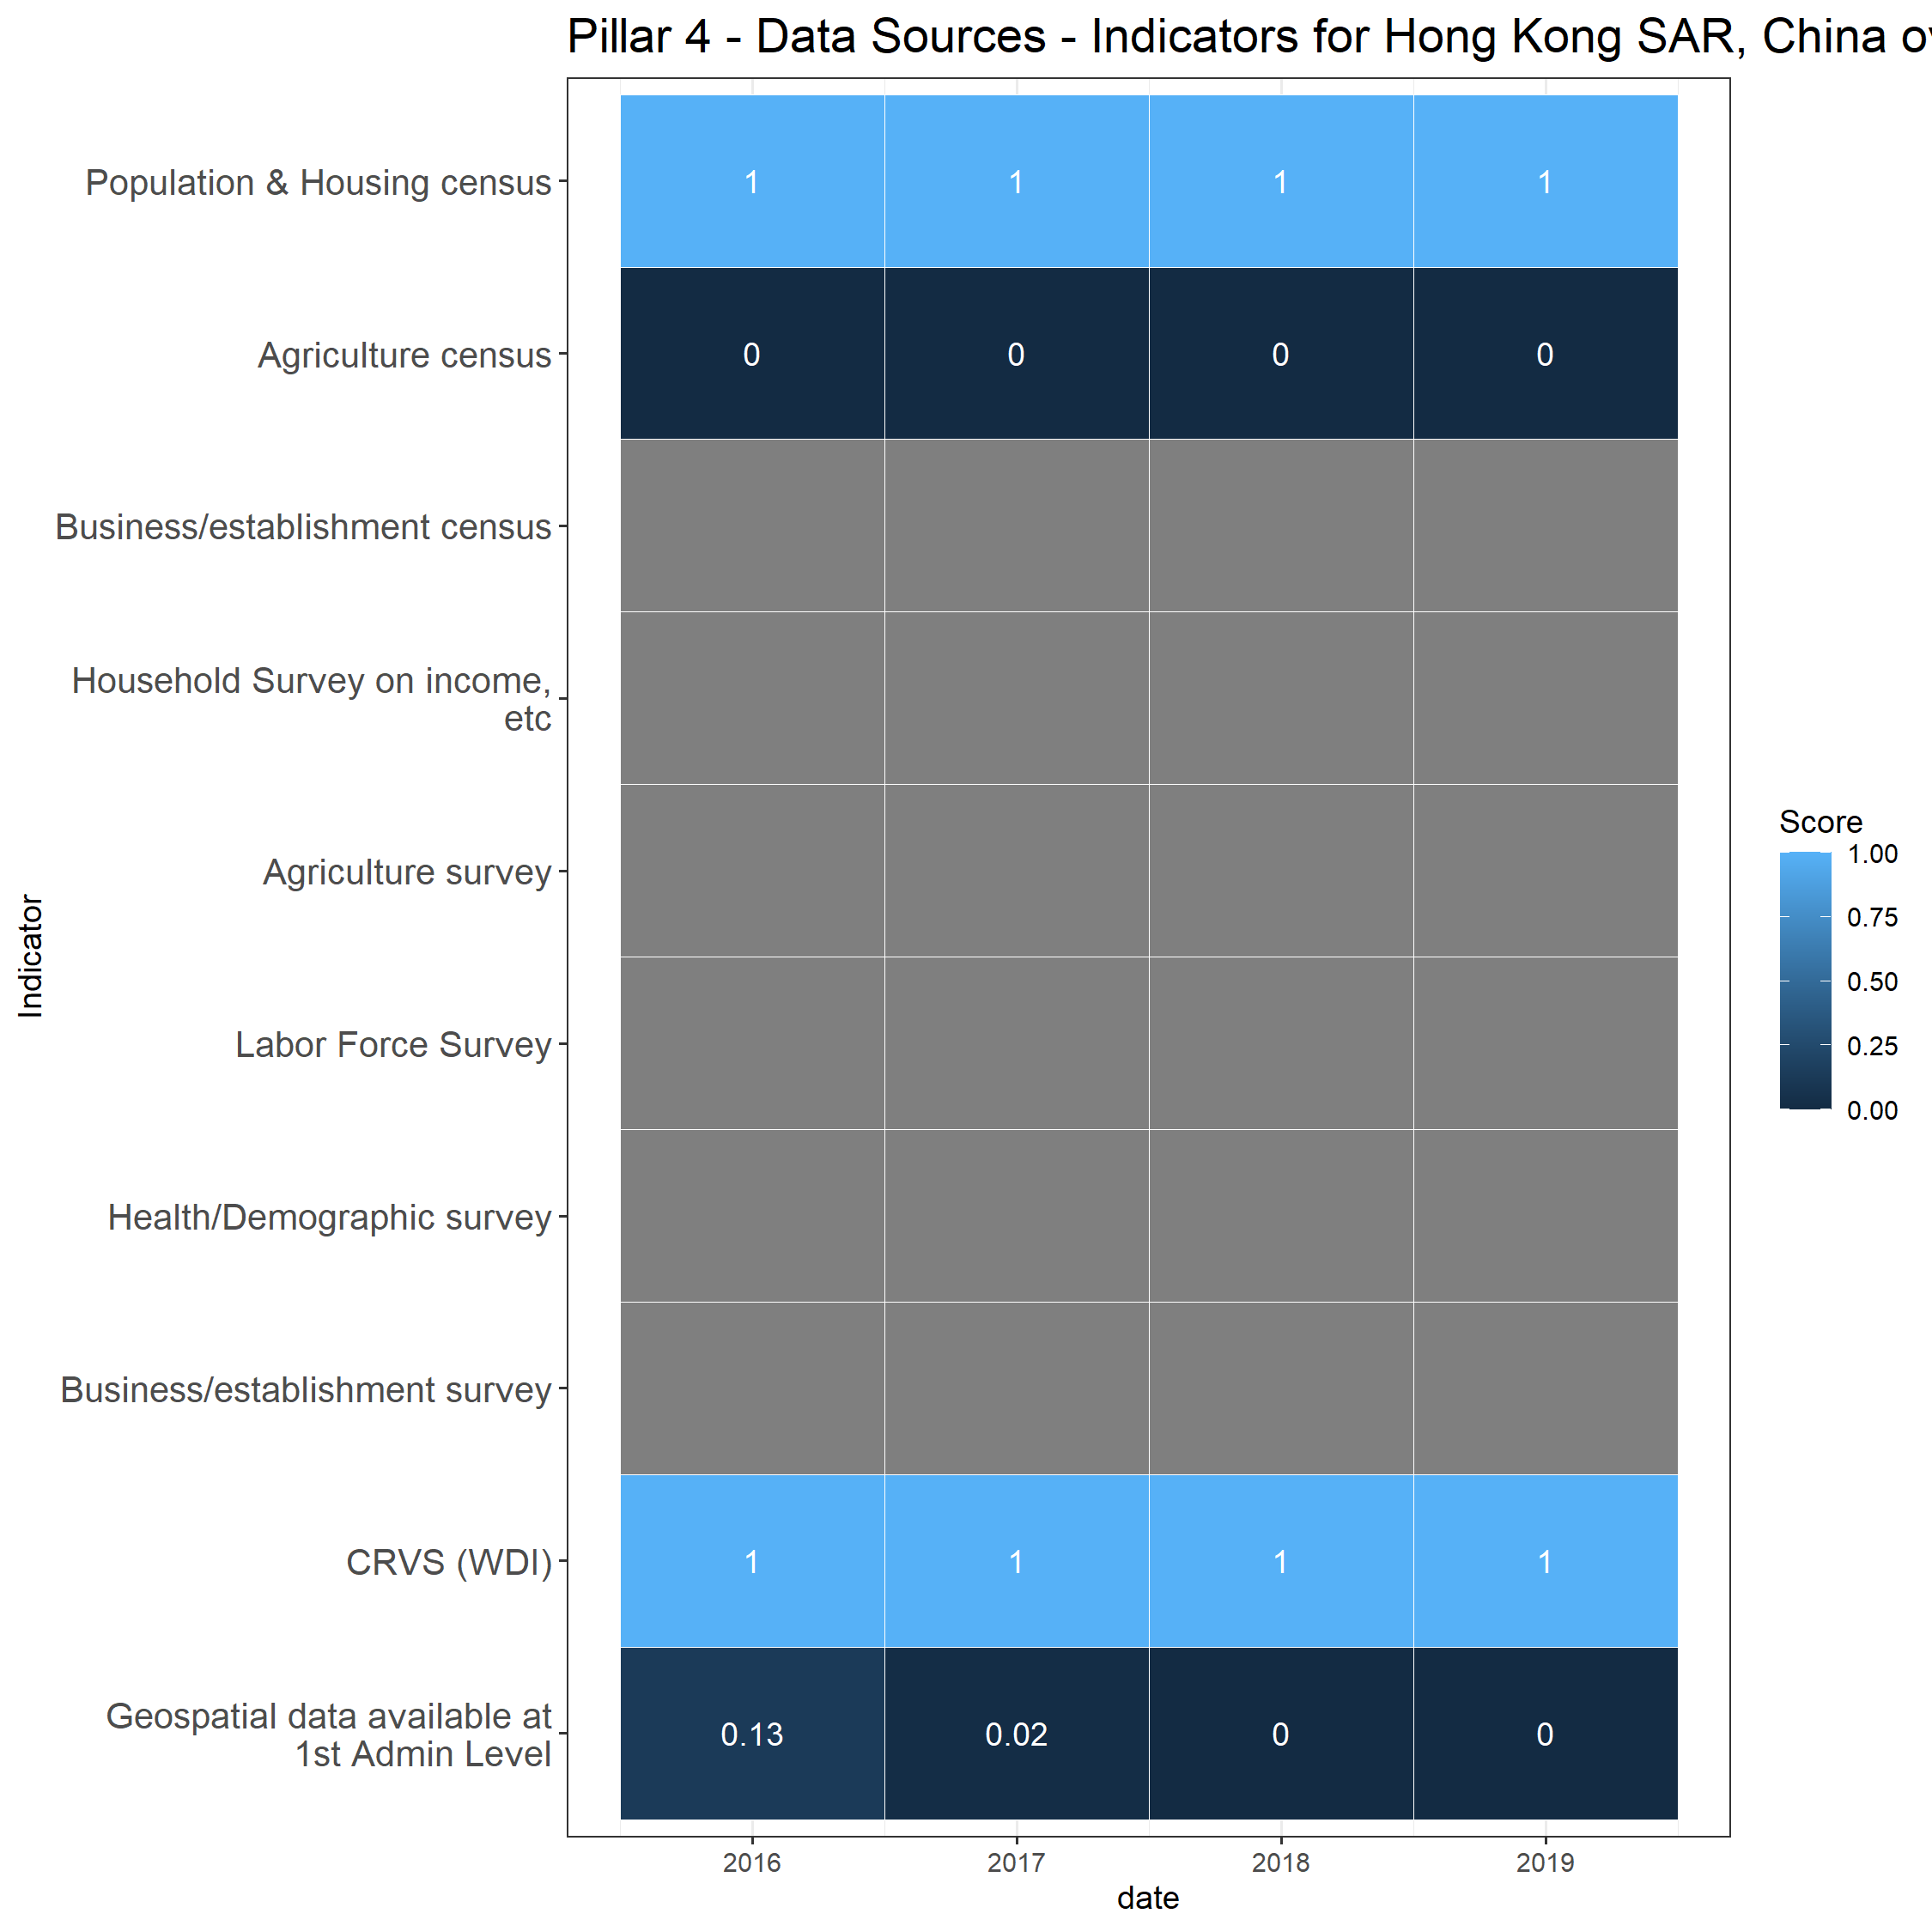 Pillar 4 - Data Sources - Indicators for Hong Kong SAR, China ov
Population & Housing census
1 1 1 1
Agriculture census
0 0 0 0
Business/establishment census
Household Survey on income,
etc
Agriculture survey
Labor Force Survey
Health/Demographic survey
Business/establishment survey
CRVS (WDI)
1 1 1 1
Geospatial data available at
1st Admin Level
0.13 0.02 0 0
2016 2017 2018 2019
date
Indicator
Score
1.00
0.75
0.50
0.25
0.00